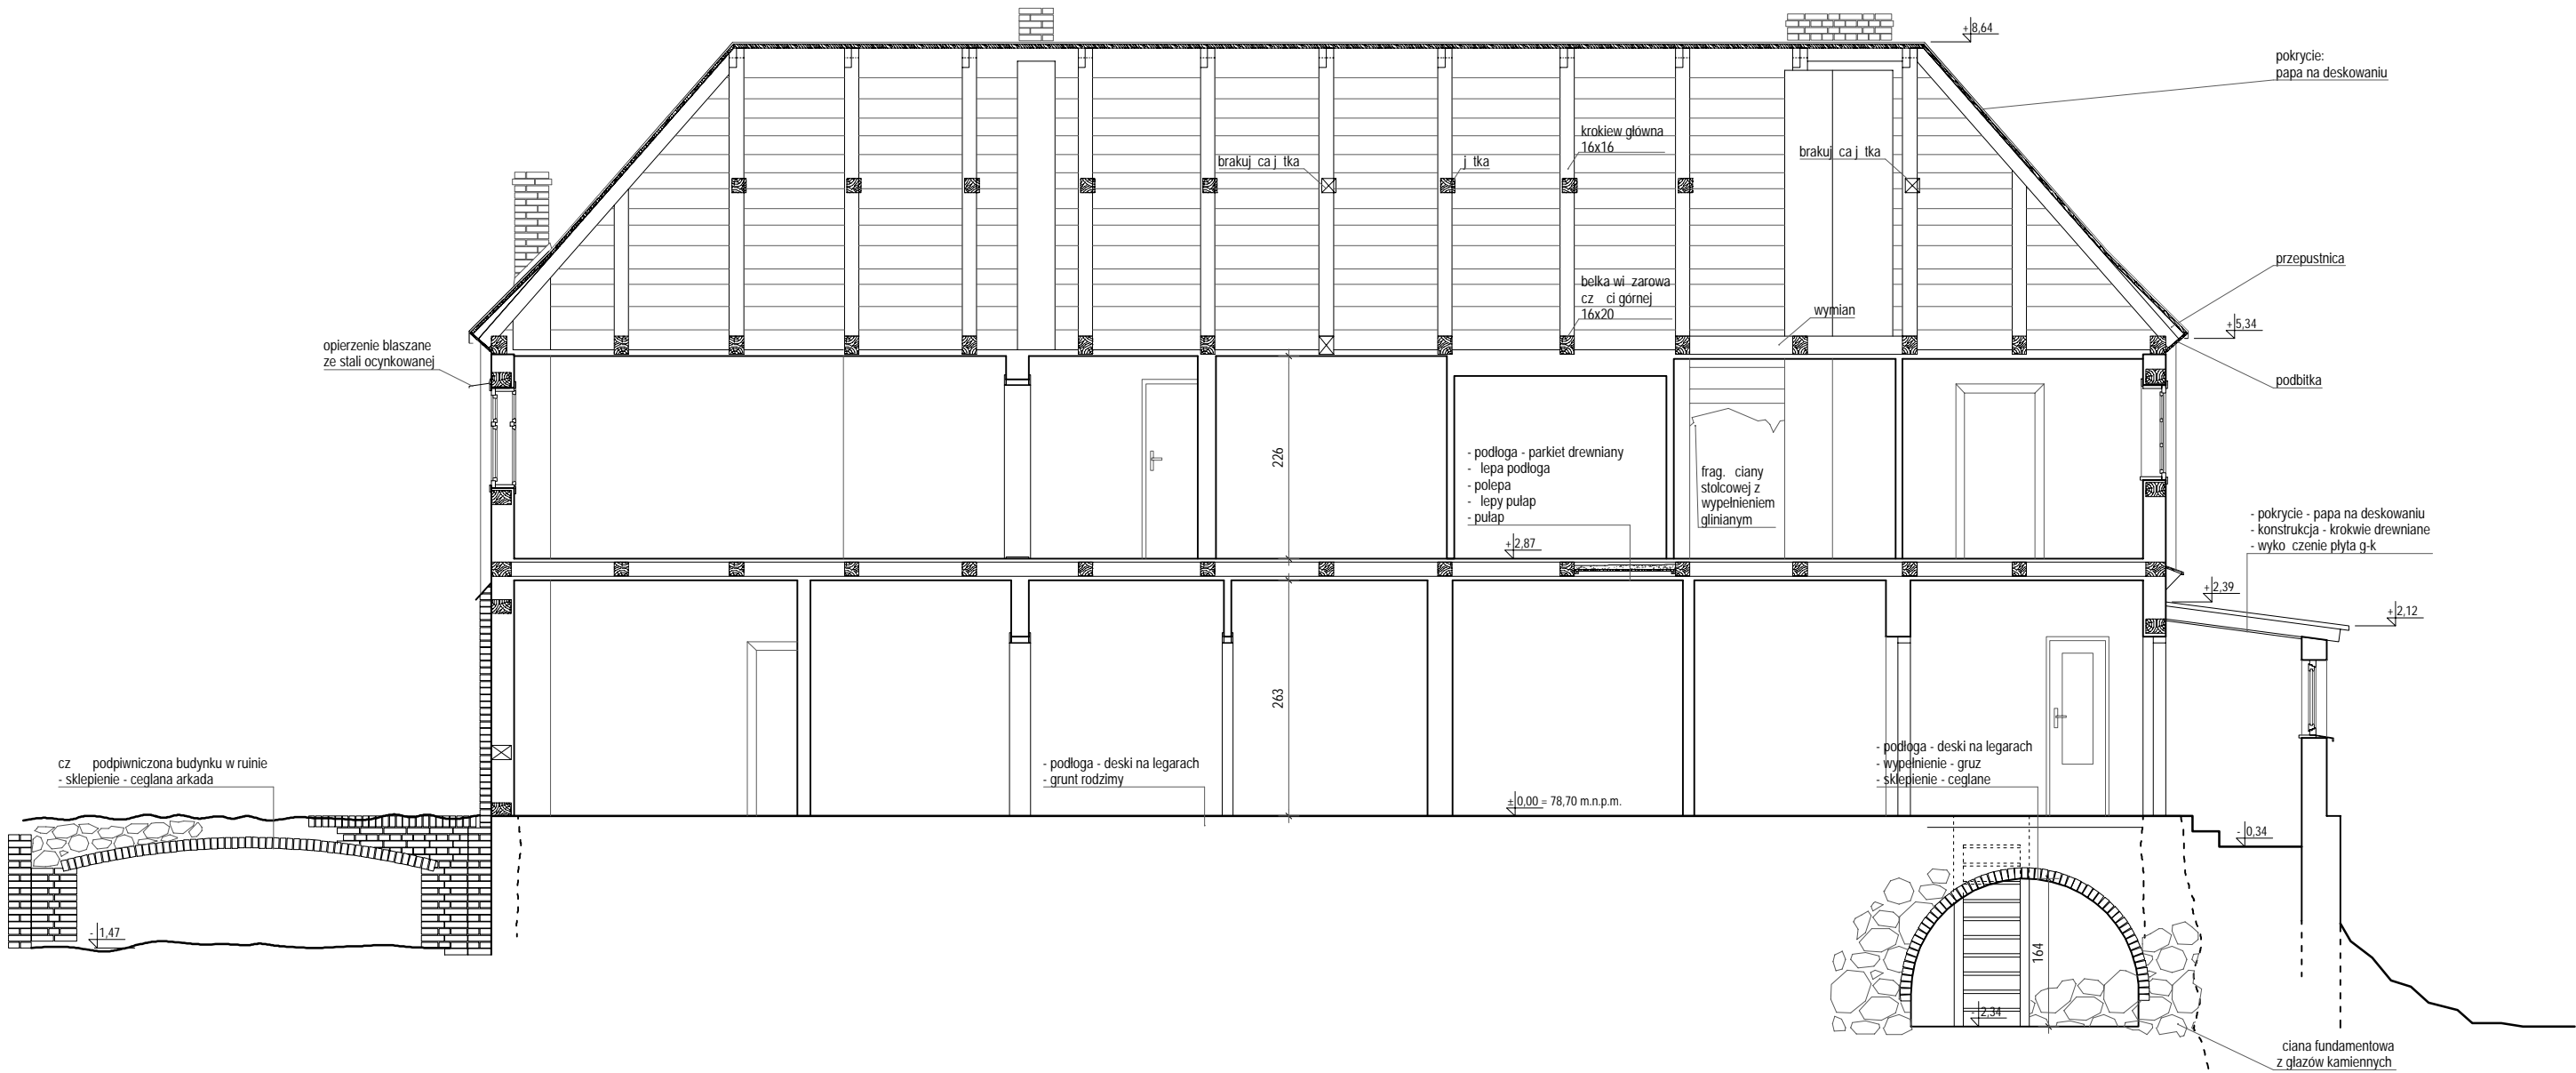 +8,64
pokrycie:
papa na deskowaniu
krokiew główna
16x16
brakuj ca j tka
j tka
brakuj ca j tka
przepustnica
belka wi zarowa
cz ci górnej
16x20
wymian
+5,34
opierzenie blaszane
ze stali ocynkowanej
podbitka
226
- podłoga - parkiet drewniany
- lepa podłoga
- polepa
- lepy pułap
- pułap
frag. ciany
stolcowej z
wypełnieniem
glinianym
+2,87
- pokrycie - papa na deskowaniu
- konstrukcja - krokwie drewniane
- wyko czenie płyta g-k
+2,39
+2,12
263
cz podpiwniczona budynku w ruinie
- sklepienie - ceglana arkada
- podłoga - deski na legarach
- grunt rodzimy
- podłoga - deski na legarach
- wypełnienie - gruz
- sklepienie - ceglane
±0,00 = 78,70 m.n.p.m.
-0,34
-1,47
164
-2,34
ciana fundamentowa
z głazów kamiennych